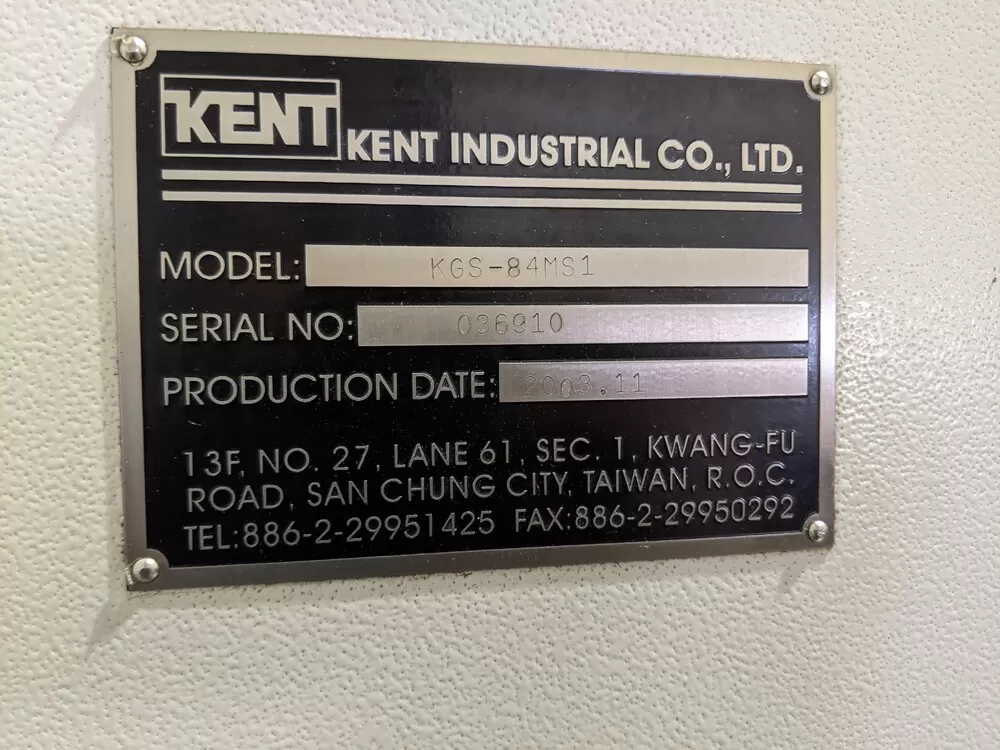 KENT KENT INDUSTRIAL CO., LTD.
MODEL: KGS-84MS1
SERIAL NO: 036910
PRODUCTION DATE: 2003.11
13F, NO. 27, LANE 61, SEC. 1, KWANG-FU
ROAD, SAN CHUNG CITY, TAIWAN, R.O.C.
TEL:886-2-29951425 FAX:886-2-29950292